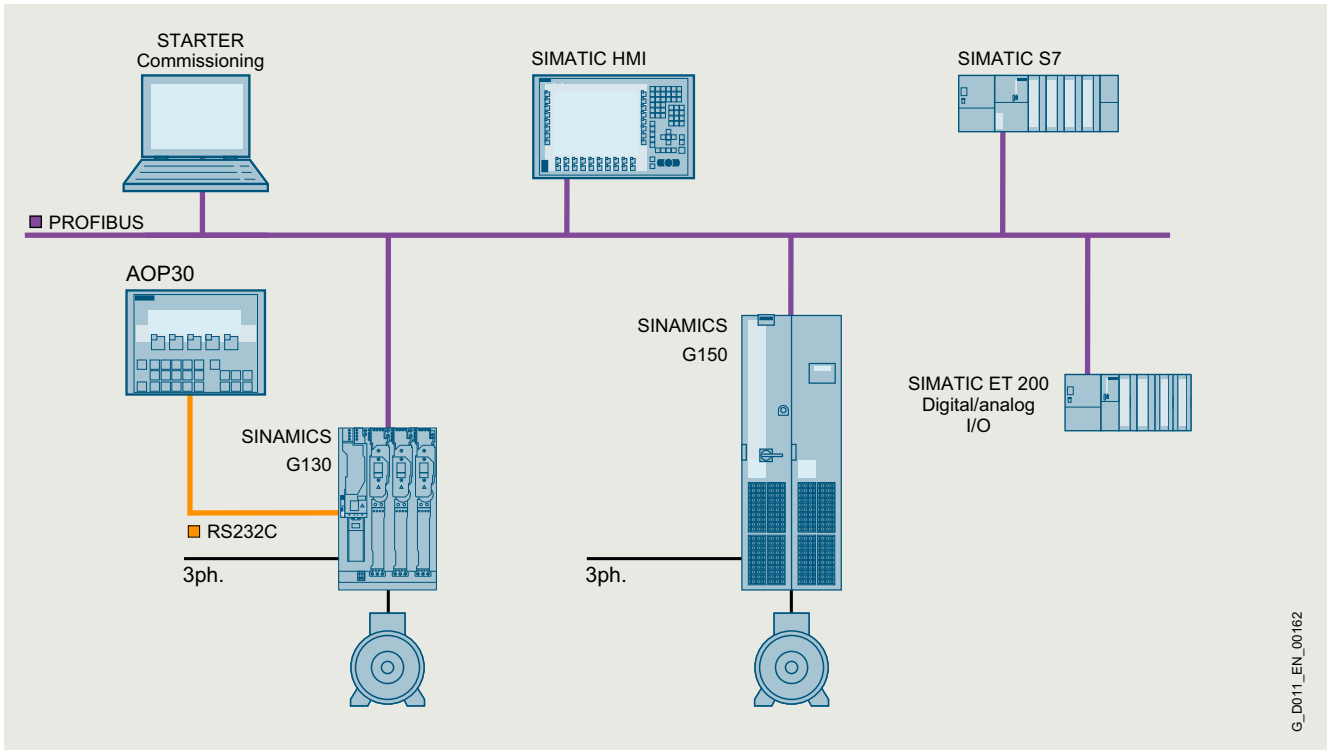 STARTER
Commissioning
SIMATIC HMI
SIMATIC S7
PROFIBUS
AOP30
SINAMICS
G150
SIMATIC ET 200
Digital/analog
I/O
SINAMICS
G130
RS232C
3ph.
3ph.
G_D011_EN_00162